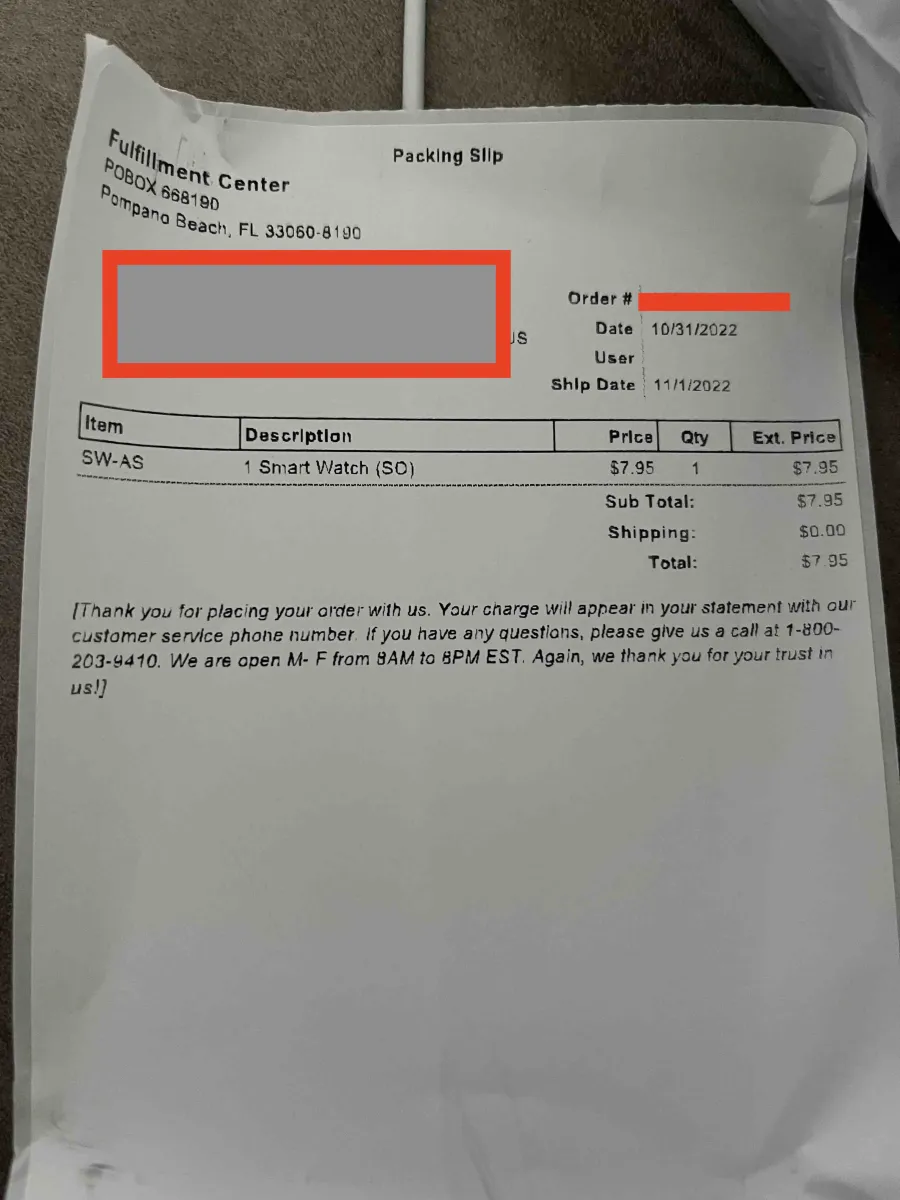 Packing Slip
Fulfillment Center
POBOX 668190
Pompano Beach, FL 33060-8190
US
Order #
Date 10/31/2022
User
Ship Date 11/1/2022
Item Description Price Qty Ext. Price
SW-AS 1 Smart Watch (SO) $7.95 1 $7.95
Sub Total: $7.95
Shipping: $0.00
Total: $7.95
[Thank you for placing your order with us. Your charge will appear in your statement with our
customer service phone number. If you have any questions, please give us a call at 1-800-
203-9410. We are open M- F from 8AM to 8PM EST. Again, we thank you for your trust in
us!]